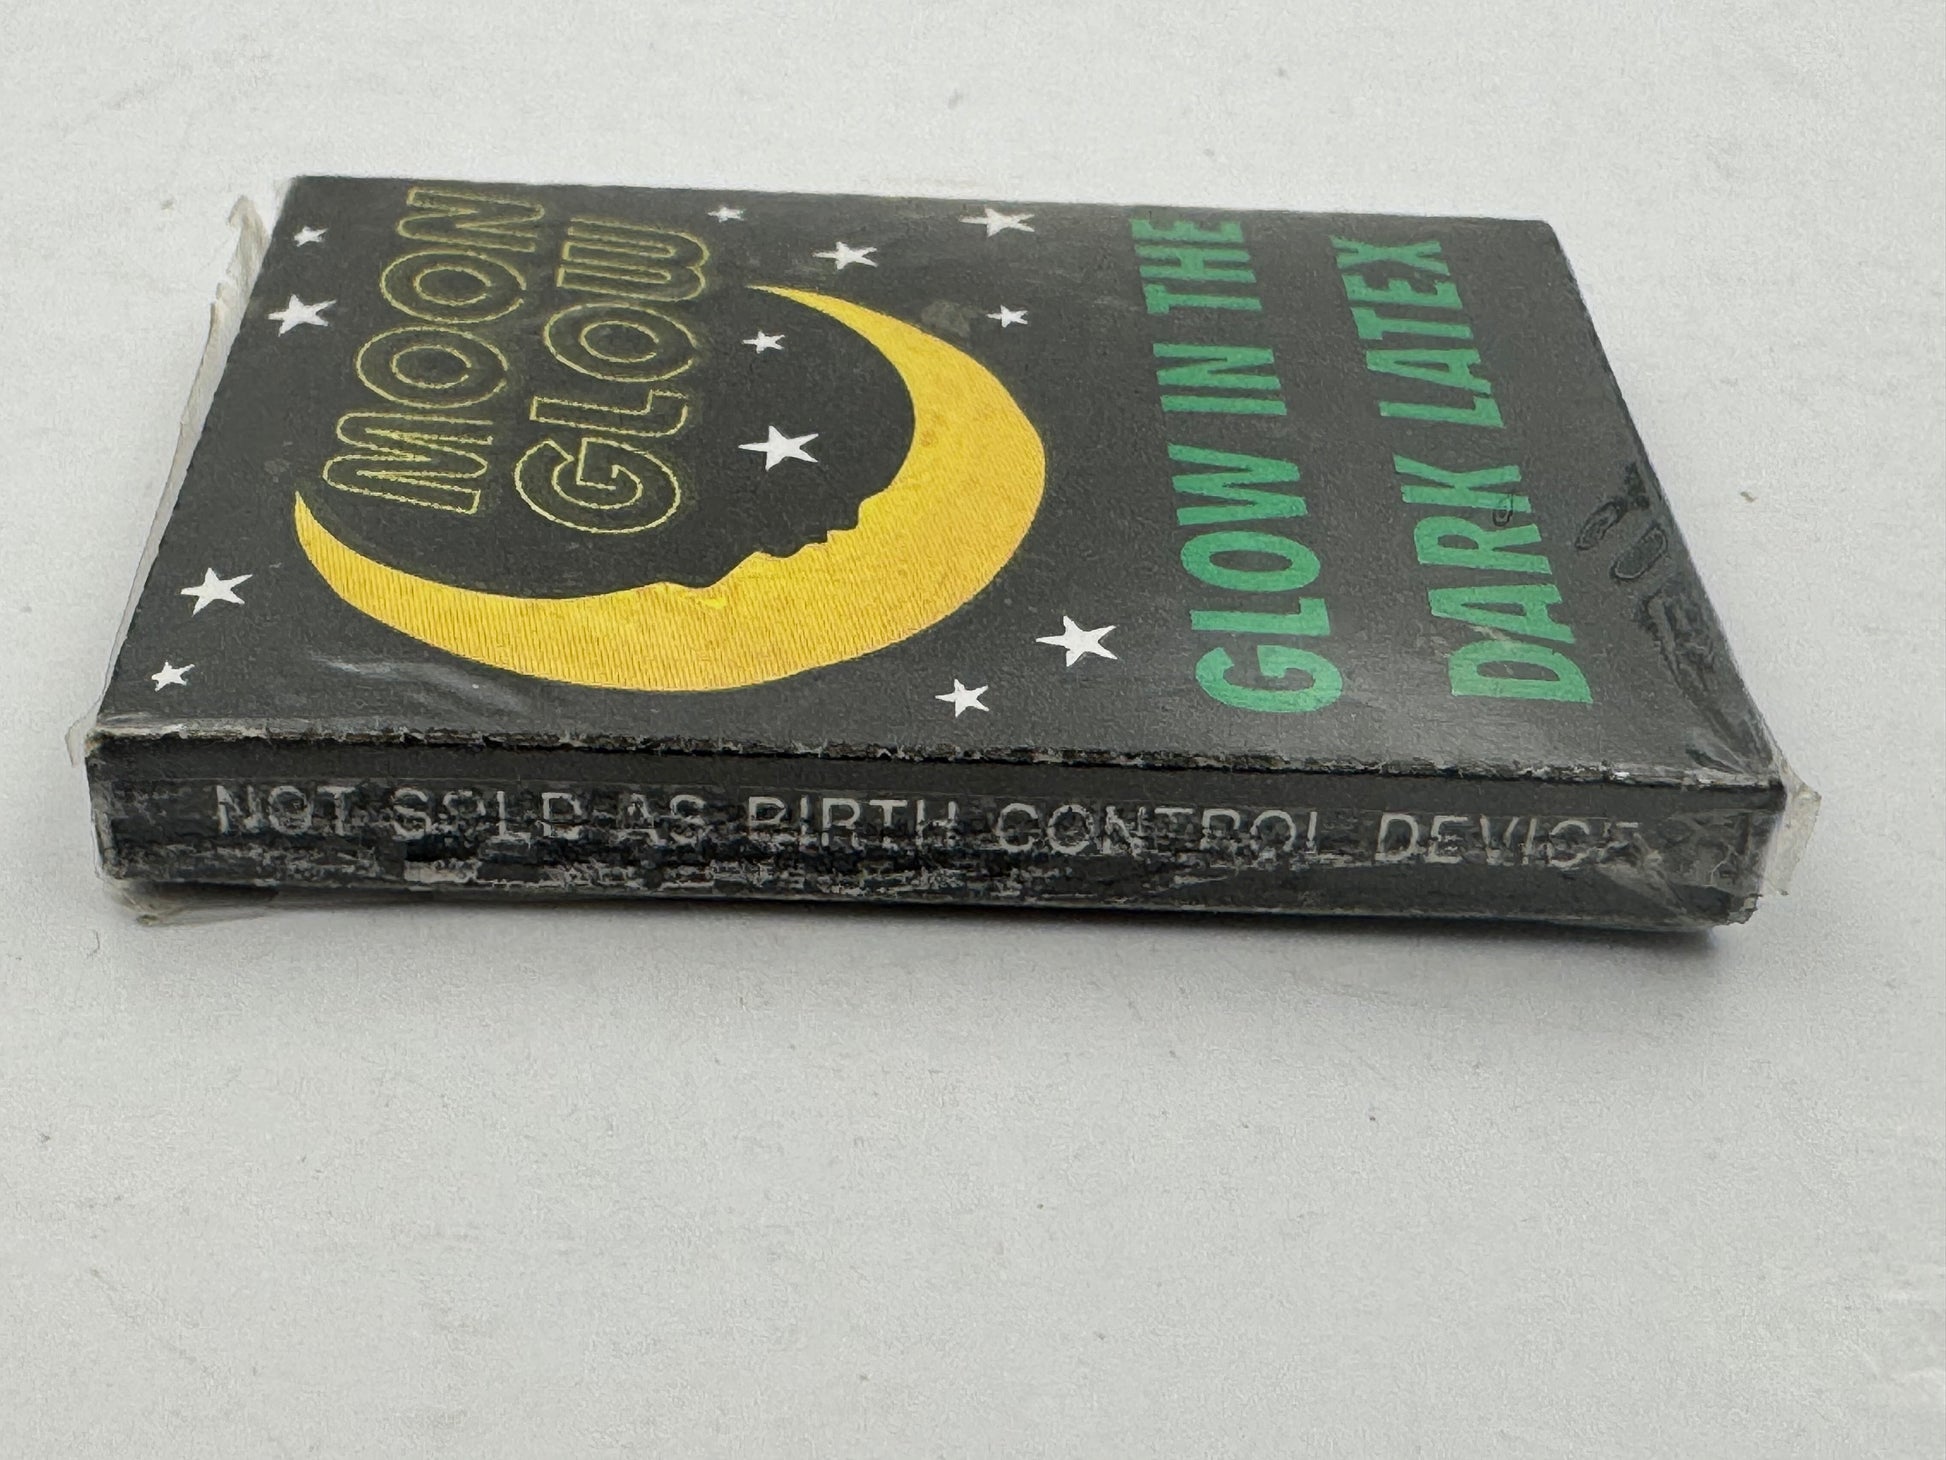 MOON
GLOW
GLOW IN THE
DARK LATEX
NOT SOLD AS BIRTH CONTROL DEVICE